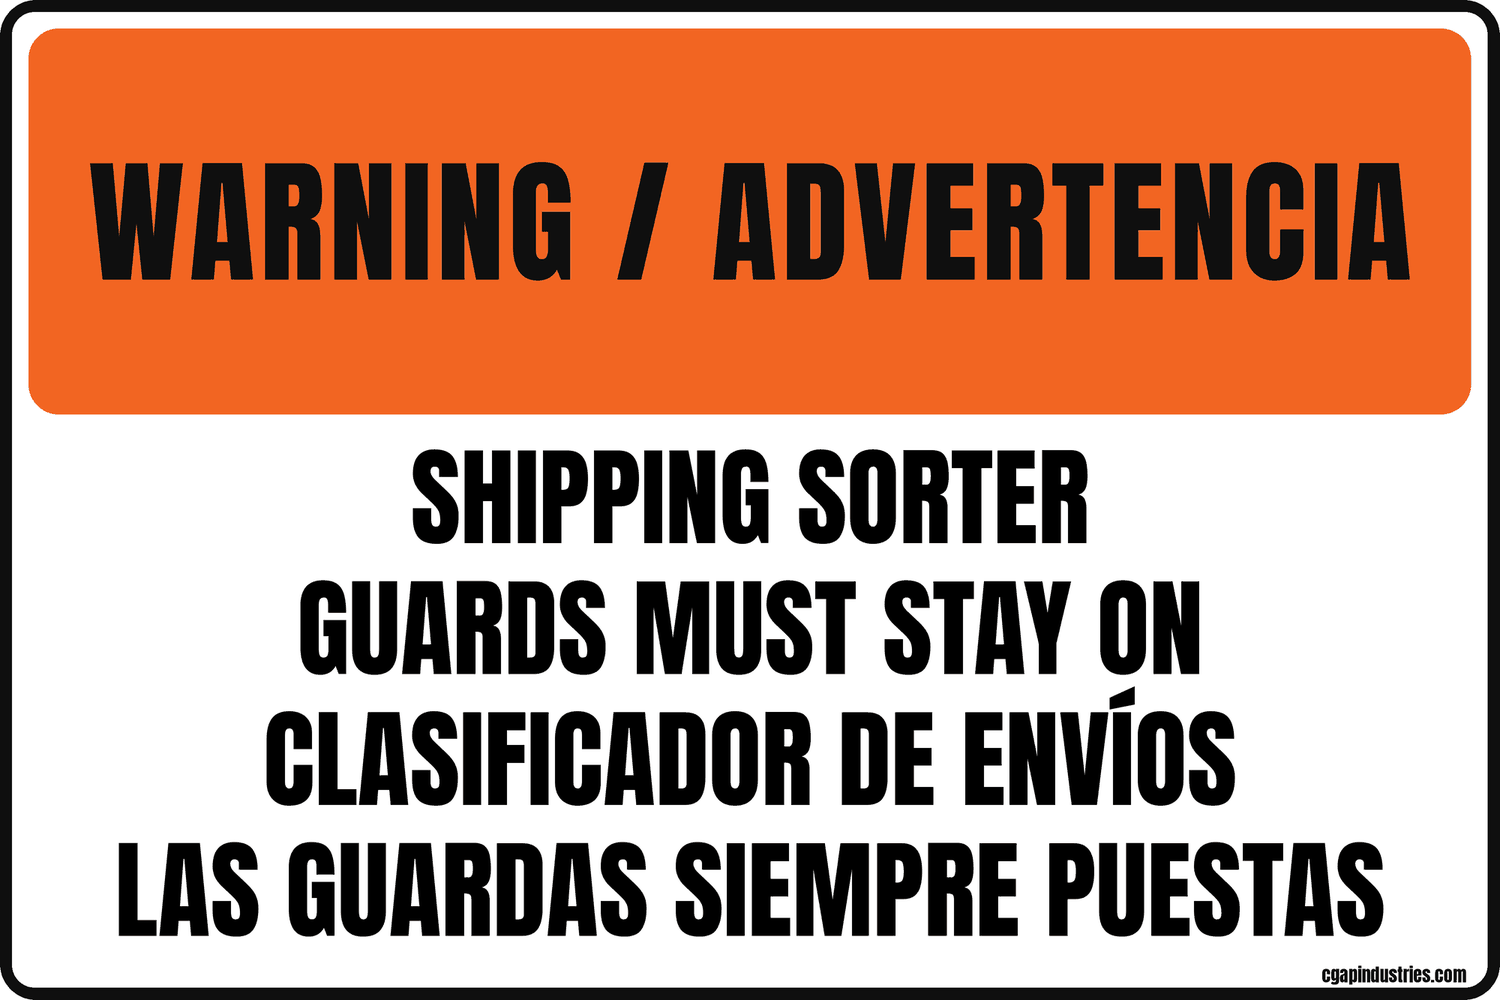 WARNING / ADVERTENCIA
SHIPPING SORTER
GUARDS MUST STAY ON
CLASIFICADOR DE ENVÍOS
LAS GUARDAS SIEMPRE PUESTAS
cgapindustries.com